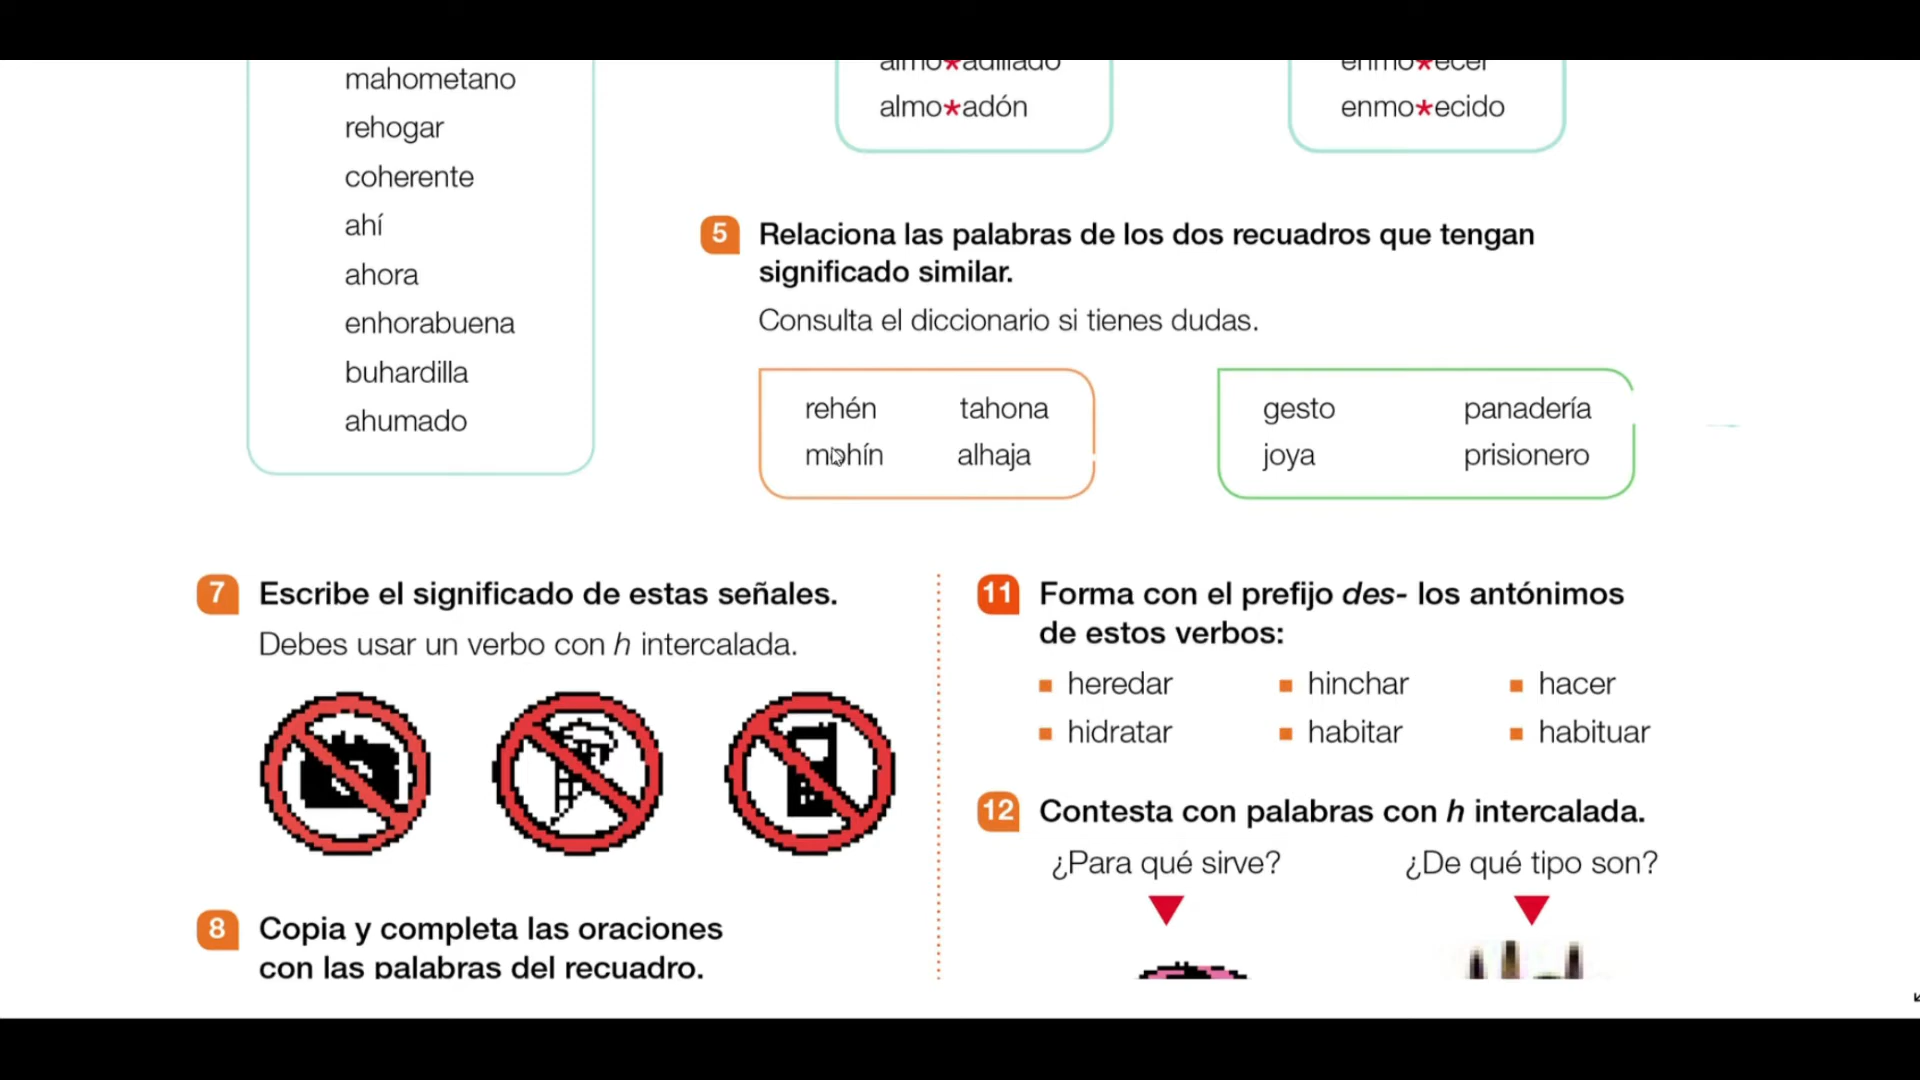 mahometano
rehogar
coherente
ahí
ahora
enhorabuena
buhardilla
ahumado
almo*adillado
almo*adón
enmo*ecer
enmo*ecido
5 Relaciona las palabras de los dos recuadros que tengan
significado similar.
Consulta el diccionario si tienes dudas.
rehén tahona
mohín alhaja
gesto panadería
joya prisionero
7 Escribe el significado de estas señales.
Debes usar un verbo con h intercalada.
8 Copia y completa las oraciones
con las palabras del recuadro.
11 Forma con el prefijo des- los antónimos
de estos verbos:
heredar hinchar hacer
hidratar habitar habituar
12 Contesta con palabras con h intercalada.
¿Para qué sirve? ¿De qué tipo son?